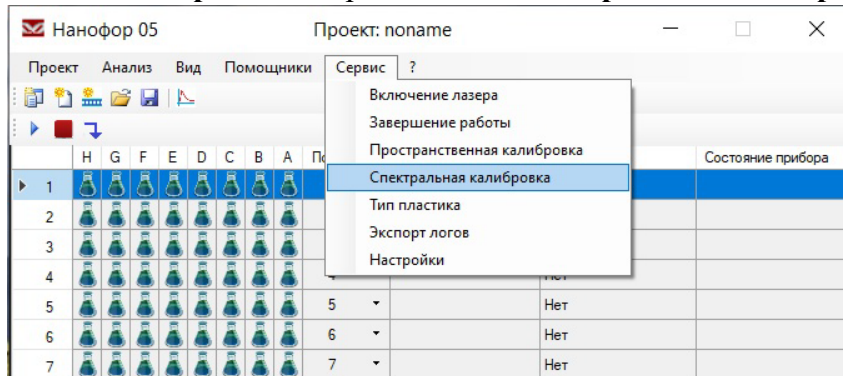 Нанофор 05 Проект: noname
Проект Анализ Вид Помощники Сервис ?
Включение лазера
Завершение работы
Пространственная калибровка
Спектральная калибровка
Тип пластика
Экспорт логов
Настройки
H G F E D C B A Состояние прибора
1
2
3
4
5 5 Нет
6 6 Нет
7 7 Нет